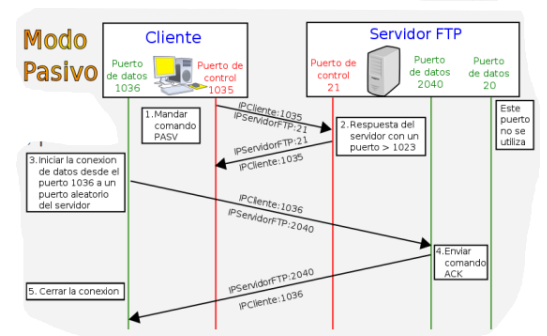 Modo
Pasivo
Cliente
Servidor FTP
Puerto
de datos
1036
Puerto de
control
1035
Puerto de
control
21
Puerto
de datos
2040
Puerto
de datos
20
1.Mandar
comando
PASV
IPCliente:1035
IPServidorFTP:21
2.Respuesta del
servidor con un
puerto > 1023
Este
puerto
no se
utiliza
IPServidorFTP:21
IPCliente:1035
3.Iniciar la conexion
de datos desde el
puerto 1036 a un
puerto aleatorio
del servidor
IPCliente:1036
IPServidorFTP:2040
4.Enviar
comando
ACK
IPServidorFTP:2040
IPCliente:1036
5. Cerrar la conexion